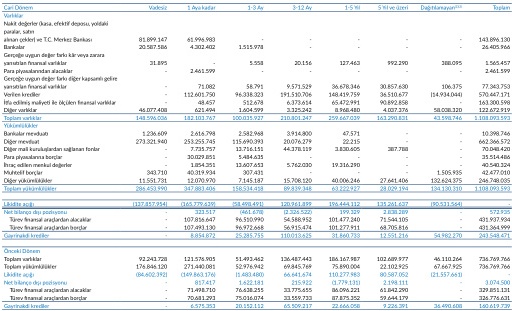 Cari Dönem Vadesiz 1 Aya kadar 1-3 Ay 3-12 Ay 1-5 Yıl 5 Yıl ve üzeri Dağıtılamayan Toplam
Varlıklar
Nakit değerler (kasa, efektif deposu, yoldaki
paralar, satın
alınan çekler) ve T.C. Merkez Bankası 81.899.147 61.996.983 - - - - - 143.896.130
Bankalar 20.587.586 4.302.402 1.515.978 - - - - 26.405.966
Gerçeğe uygun değer farkı kâr veya zarara
yansıtılan finansal varlıklar 31.895 - 5.558 20.156 127.463 992.290 388.095 1.565.457
Para piyasalarından alacaklar - 2.461.599 - - - - - 2.461.599
Gerçeğe uygun değer farkı diğer kapsamlı gelire
yansıtılan finansal varlıklar - 71.082 58.791 9.571.529 36.678.346 30.857.630 106.375 77.343.753
Verilen krediler - 112.601.750 96.338.323 191.510.706 148.419.759 36.510.677 (14.934.044) 570.447.171
İtfa edilmiş maliyeti ile ölçülen finansal varlıklar - 48.457 512.678 6.373.614 65.472.991 90.892.858 - 163.300.598
Diğer varlıklar 46.077.408 621.494 1.604.599 3.325.242 8.968.480 4.037.376 58.038.320 122.672.919
Toplam varlıklar 148.596.036 182.103.767 100.035.927 210.801.247 259.667.039 163.290.831 43.598.746 1.108.093.593
Yükümlülükler
Bankalar mevduatı 1.236.609 2.616.798 2.582.968 3.914.800 47.571 - - 10.398.746
Diğer mevduat 273.321.940 253.255.745 115.690.393 20.076.279 22.215 - - 662.366.572
Diğer mali kuruluşlardan sağlanan fonlar - 7.735.757 13.716.151 44.378.119 3.830.605 387.788 - 70.048.420
Para piyasalarına borçlar - 30.029.851 5.484.635 - - - - 35.514.486
İhraç edilen menkul değerler - 1.854.351 13.607.653 5.762.030 19.316.290 - - 40.540.324
Muhtelif borçlar 343.710 40.319.934 307.431 - - - 1.505.935 42.477.010
Diğer yükümlülükler 11.551.731 12.070.970 7.145.187 15.708.120 40.006.246 27.641.406 132.624.375 246.748.035
Toplam yükümlülükler 286.453.990 347.883.406 158.534.418 89.839.348 63.222.927 28.029.194 134.130.310 1.108.093.593
Likidite açığı (137.857.954) (165.779.639) (58.498.491) 120.961.899 196.444.112 135.261.637 (90.531.564) -
Net bilanço dışı pozisyonu - 323.517 (461.678) (2.326.522) 199.329 2.838.289 - 572.935
Türev finansal araçlardan alacaklar - 107.816.647 96.510.990 54.588.952 101.477.240 71.544.105 - 431.937.934
Türev finansal araçlardan borçlar - 107.493.130 96.972.668 56.915.474 101.277.911 68.705.816 - 431.364.999
Gayrinakdi krediler - 8.854.872 25.285.755 110.013.625 31.860.733 12.551.216 54.982.270 243.548.471
Önceki Dönem
Toplam varlıklar 92.243.728 121.576.905 51.493.462 136.487.443 186.167.987 102.689.977 46.110.264 736.769.766
Toplam yükümlülükler 176.846.120 271.440.081 52.976.942 69.845.769 75.890.004 22.102.925 67.667.925 736.769.766
Likidite açığı (84.602.392) (149.863.176) (1.483.480) 66.641.674 110.277.983 80.587.052 (21.557.661) -
Net bilanço dışı pozisyonu - 817.417 1.622.181 215.922 (1.779.131) 2.198.111 - 3.074.500
Türev finansal araçlardan alacaklar - 71.498.710 76.638.255 33.775.655 86.096.221 61.842.290 - 329.851.131
Türev finansal araçlardan borçlar - 70.681.293 75.016.074 33.559.733 87.875.352 59.644.179 - 326.776.631
Gayrinakdi krediler - 6.575.353 20.152.112 65.509.217 22.666.058 9.226.391 36.490.608 160.619.739